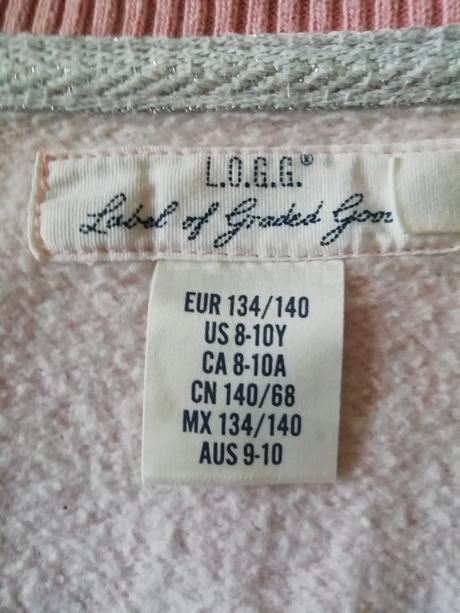 L.O.G.G.®
Label of Graded Goo
EUR 134/140
US 8-10Y
CA 8-10A
CN 140/68
MX 134/140
AUS 9-10